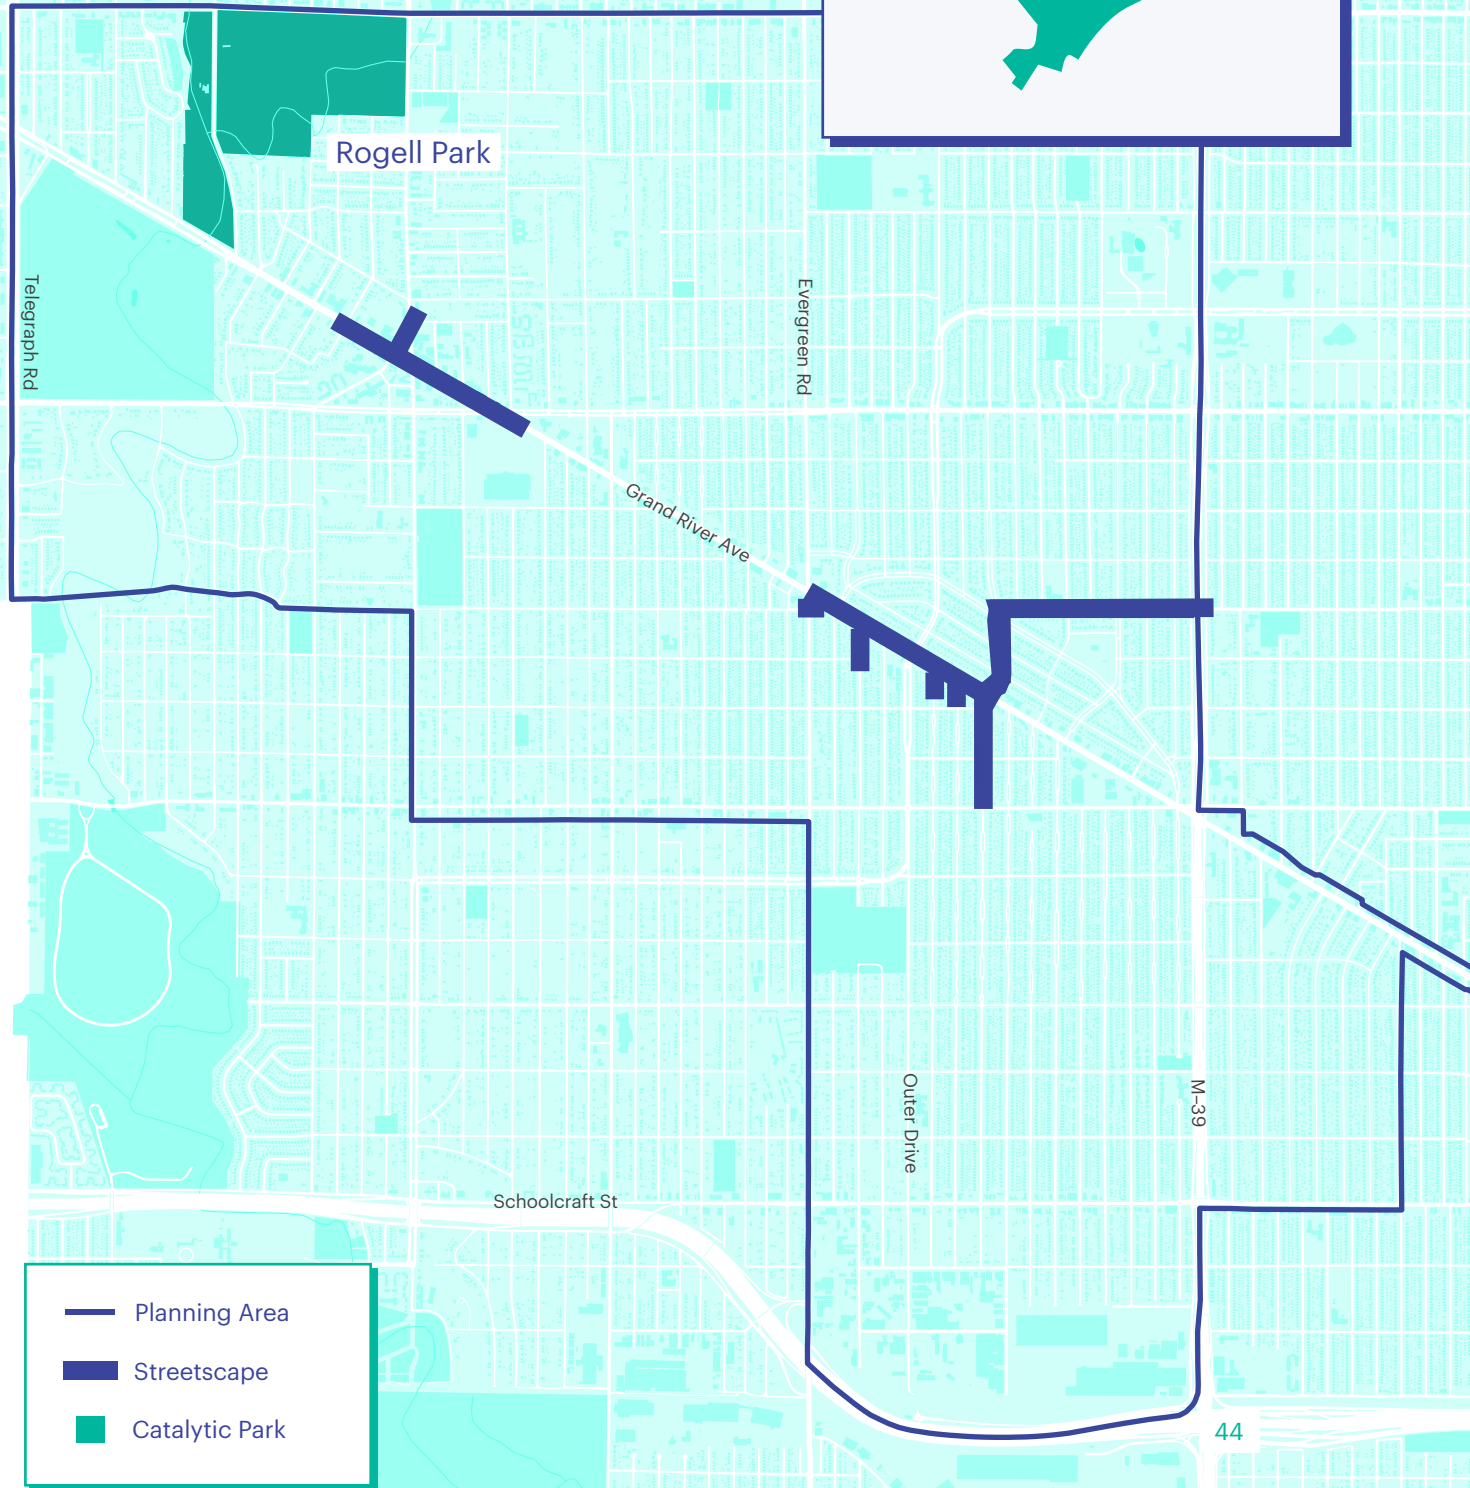 Rogell Park
Telegraph Rd
Evergreen Rd
Grand River Ave
Outer Drive
M-39
Schoolcraft St
Planning Area
Streetscape
Catalytic Park
44